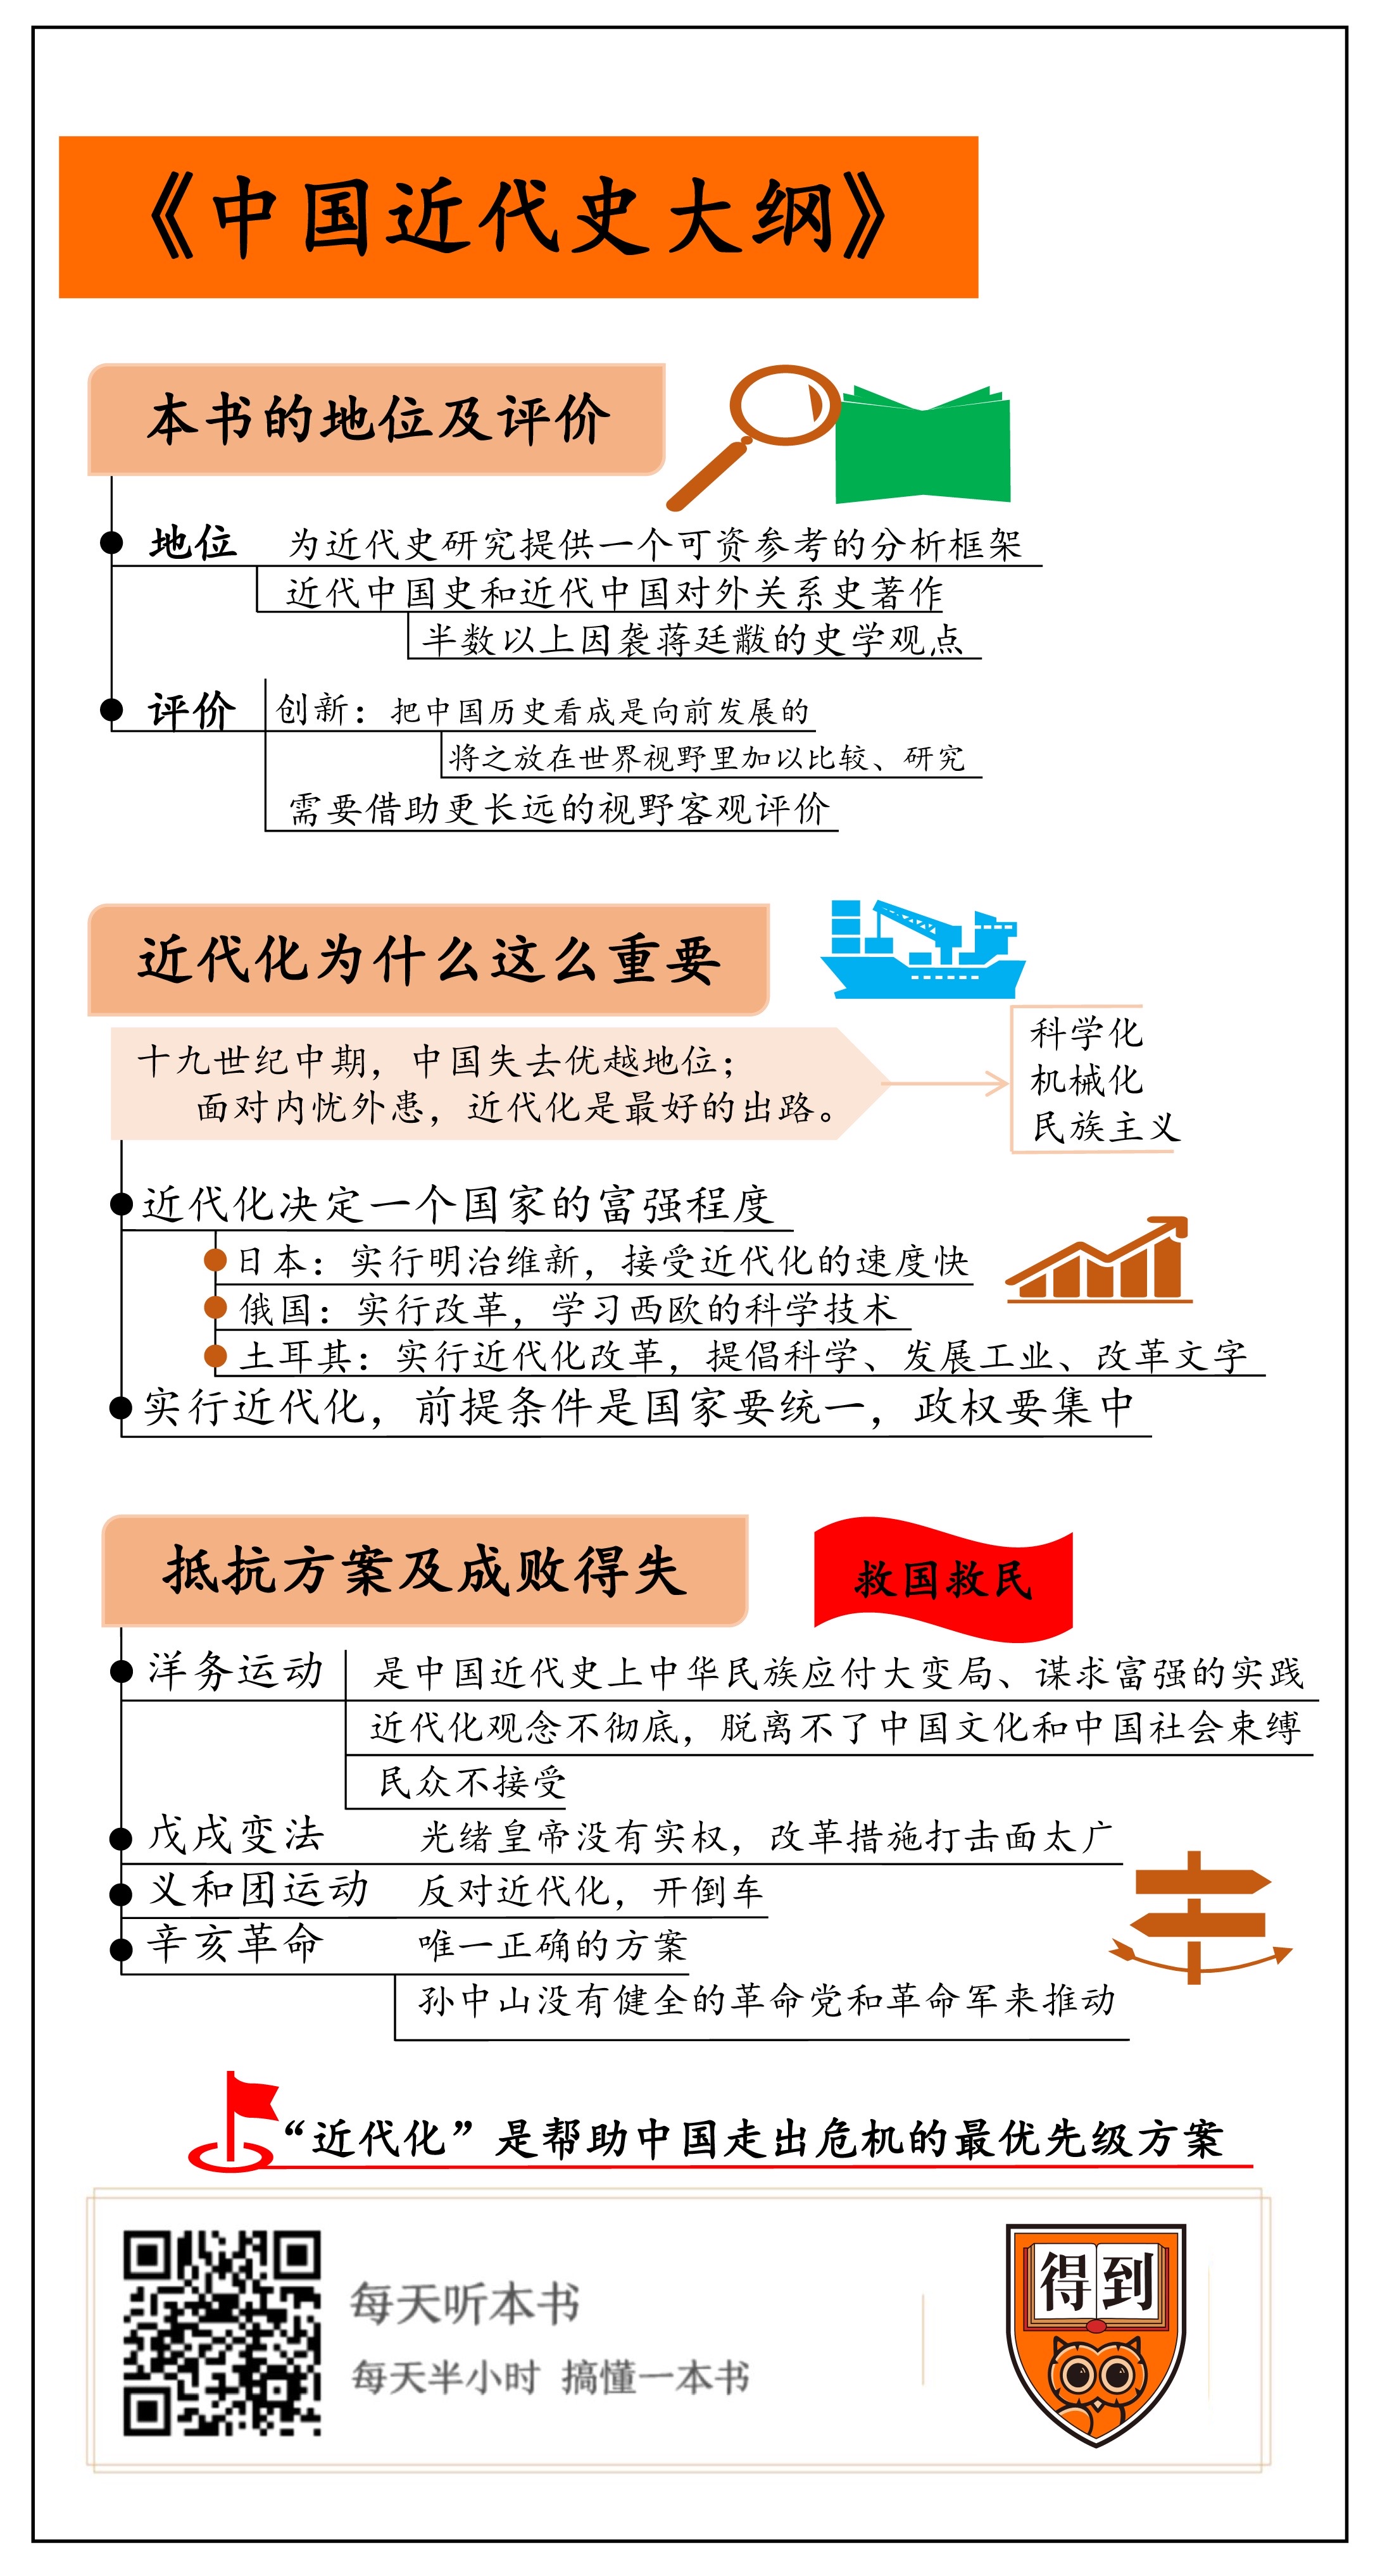 《中国近代史大纲》
本书的地位及评价
地位 为近代史研究提供一个可资参考的分析框架
近代中国史和近代中国对外关系史著作
半数以上因袭蒋廷黻的史学观点
评价 创新：把中国历史看成是向前发展的
将之放在世界视野里加以比较、研究
需要借助更长远的视野客观评价
近代化为什么这么重要
十九世纪中期，中国失去优越地位；
面对内忧外患，近代化是最好的出路。
科学化
机械化
民族主义
近代化决定一个国家的富强程度
日本：实行明治维新，接受近代化的速度快
俄国：实行改革，学习西欧的科学技术
土耳其：实行近代化改革，提倡科学、发展工业、改革文字
实行近代化，前提条件是国家要统一，政权要集中
抵抗方案及成败得失
救国救民
洋务运动 是中国近代史上中华民族应付大变局、谋求富强的实践
近代化观念不彻底，脱离不了中国文化和中国社会束缚
民众不接受
戊戌变法 光绪皇帝没有实权，改革措施打击面太广
义和团运动 反对近代化，开倒车
辛亥革命 唯一正确的方案
孙中山没有健全的革命党和革命军来推动
“近代化”是帮助中国走出危机的最优先级方案
每天听本书
每天半小时 搞懂一本书
得到